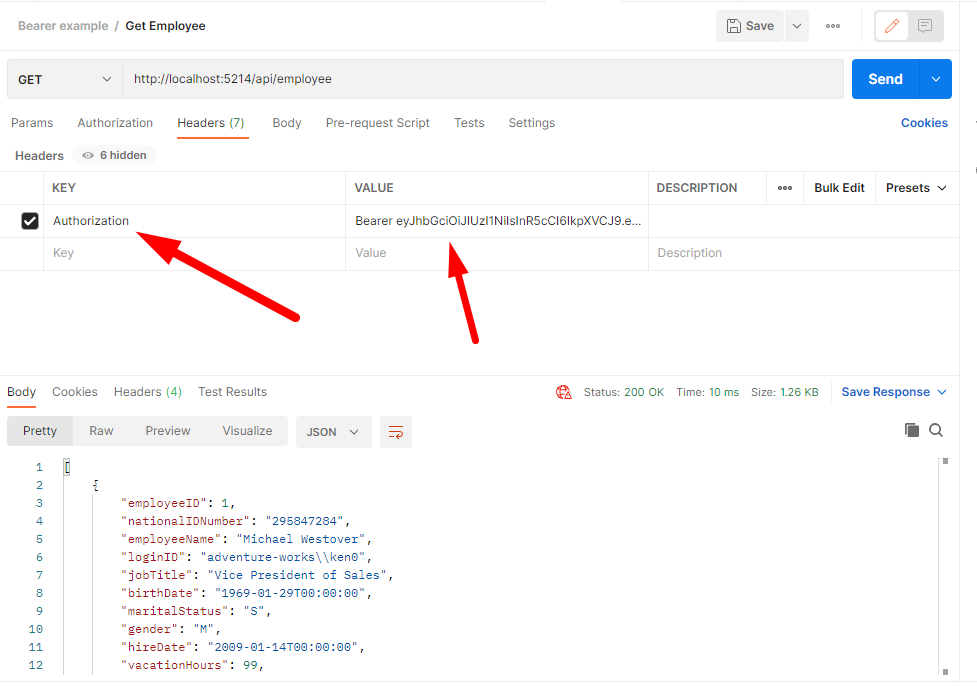 Bearer example / Get Employee Save
GET http://localhost:5214/api/employee Send
Params Authorization Headers (7) Body Pre-request Script Tests Settings Cookies
Headers 6 hidden
KEY VALUE DESCRIPTION Bulk Edit Presets
Authorization Bearer eyJhbGciOiJIUzI1NiIsInR5cCI6IkpXVCJ9.e...
Key Value Description
Body Cookies Headers (4) Test Results Status: 200 OK Time: 10 ms Size: 1.26 KB Save Response
Pretty Raw Preview Visualize JSON
1 [
2 {
3 "employeeID": 1,
4 "nationalIDNumber": "295847284",
5 "employeeName": "Michael Westover",
6 "loginID": "adventure-works\\ken0",
7 "jobTitle": "Vice President of Sales",
8 "birthDate": "1969-01-29T00:00:00",
9 "maritalStatus": "S",
10 "gender": "M",
11 "hireDate": "2009-01-14T00:00:00",
12 "vacationHours": 99,